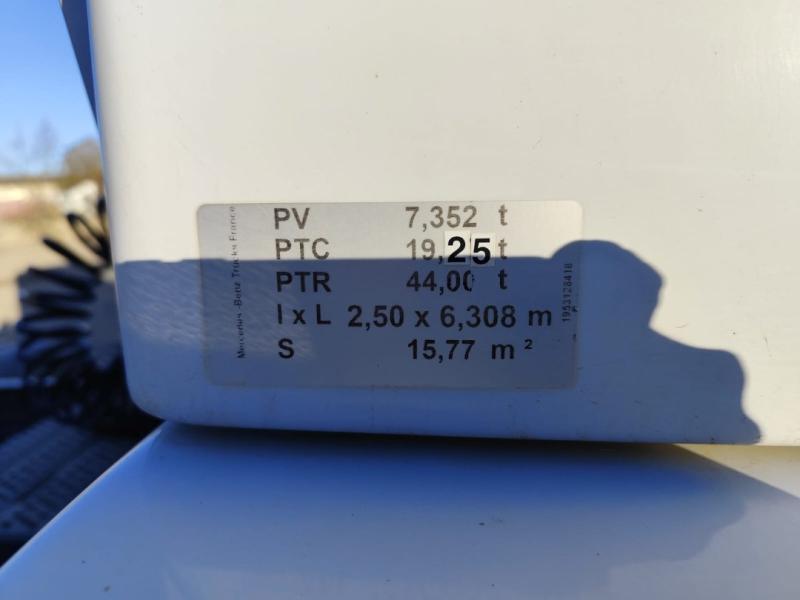 PV 7,352 t
PTC 19,25t
PTR 44,00 t
l x L 2,50 x 6,308 m
S 15,77 m²
Mercedes-Benz Trucks France